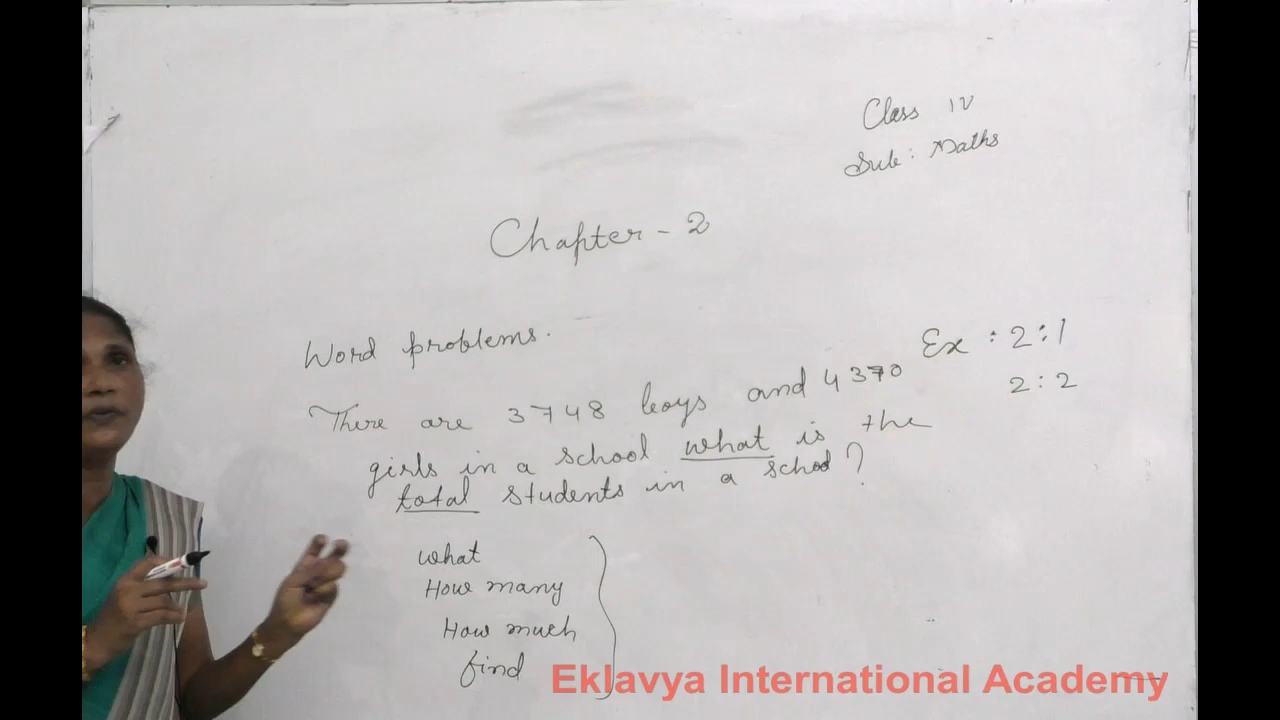 Class IV
Sub: Maths
Chapter - 2
Word problems.
Ex : 2:1
2:2
There are 3748 boys and 4370
girls in a school what is the
total students in a school?
what
How many
How much
find
Eklavya International Academy